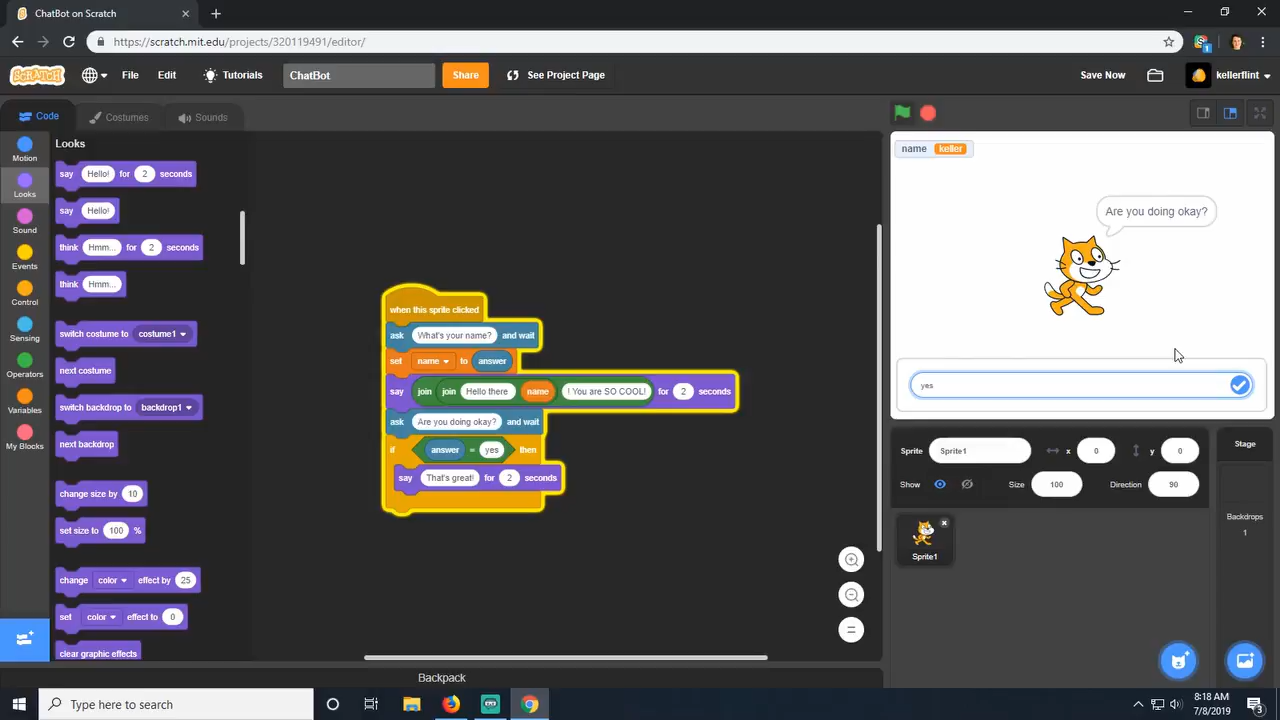 ChatBot on Scratch
https://scratch.mit.edu/projects/320119491/editor/
1
SCRATCH
File
Edit
Tutorials
ChatBot
Share
See Project Page
Save Now
kellerflint
Code
Costumes
Sounds
Motion
Looks
Sound
Events
Control
Sensing
Operators
Variables
My Blocks
Looks
say Hello! for 2 seconds
say Hello!
think Hmm... for 2 seconds
think Hmm...
switch costume to costume1
next costume
switch backdrop to backdrop1
next backdrop
change size by 10
set size to 100 %
change color effect by 25
set color effect to 0
clear graphic effects
when this sprite clicked
ask What's your name? and wait
set name to answer
say join join Hello there name ! You are SO COOL! for 2 seconds
ask Are you doing okay? and wait
if answer = yes then
say That's great! for 2 seconds
Backpack
name keller
Are you doing okay?
yes
Sprite Sprite1 x 0 y 0
Show Size 100 Direction 90
Sprite1
Stage
Backdrops
1
Type here to search
8:18 AM
7/8/2019
3